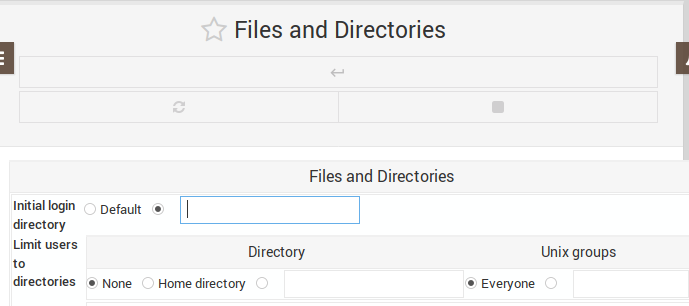 Files and Directories
Files and Directories
Initial login directory
Default
Limit users to directories
Directory
Unix groups
None
Home directory
Everyone